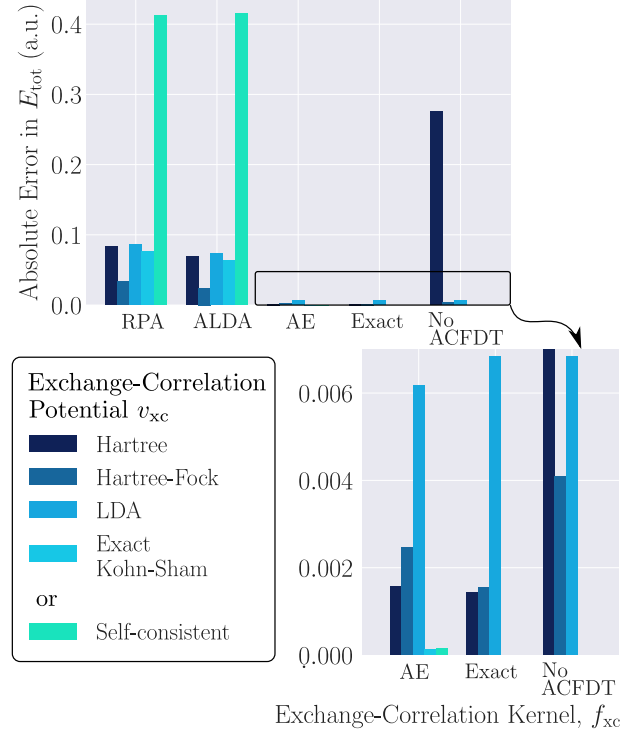 Absolute Error in E_tot (a.u.)
0.4
0.3
0.2
0.1
0.0
RPA
ALDA
AE
Exact
No
ACFDT
Exchange-Correlation
Potential v_xc
Hartree
Hartree-Fock
LDA
Exact
Kohn-Sham
or
Self-consistent
0.006
0.004
0.002
0.000
AE
Exact
No
ACFDT
Exchange-Correlation Kernel, f_xc